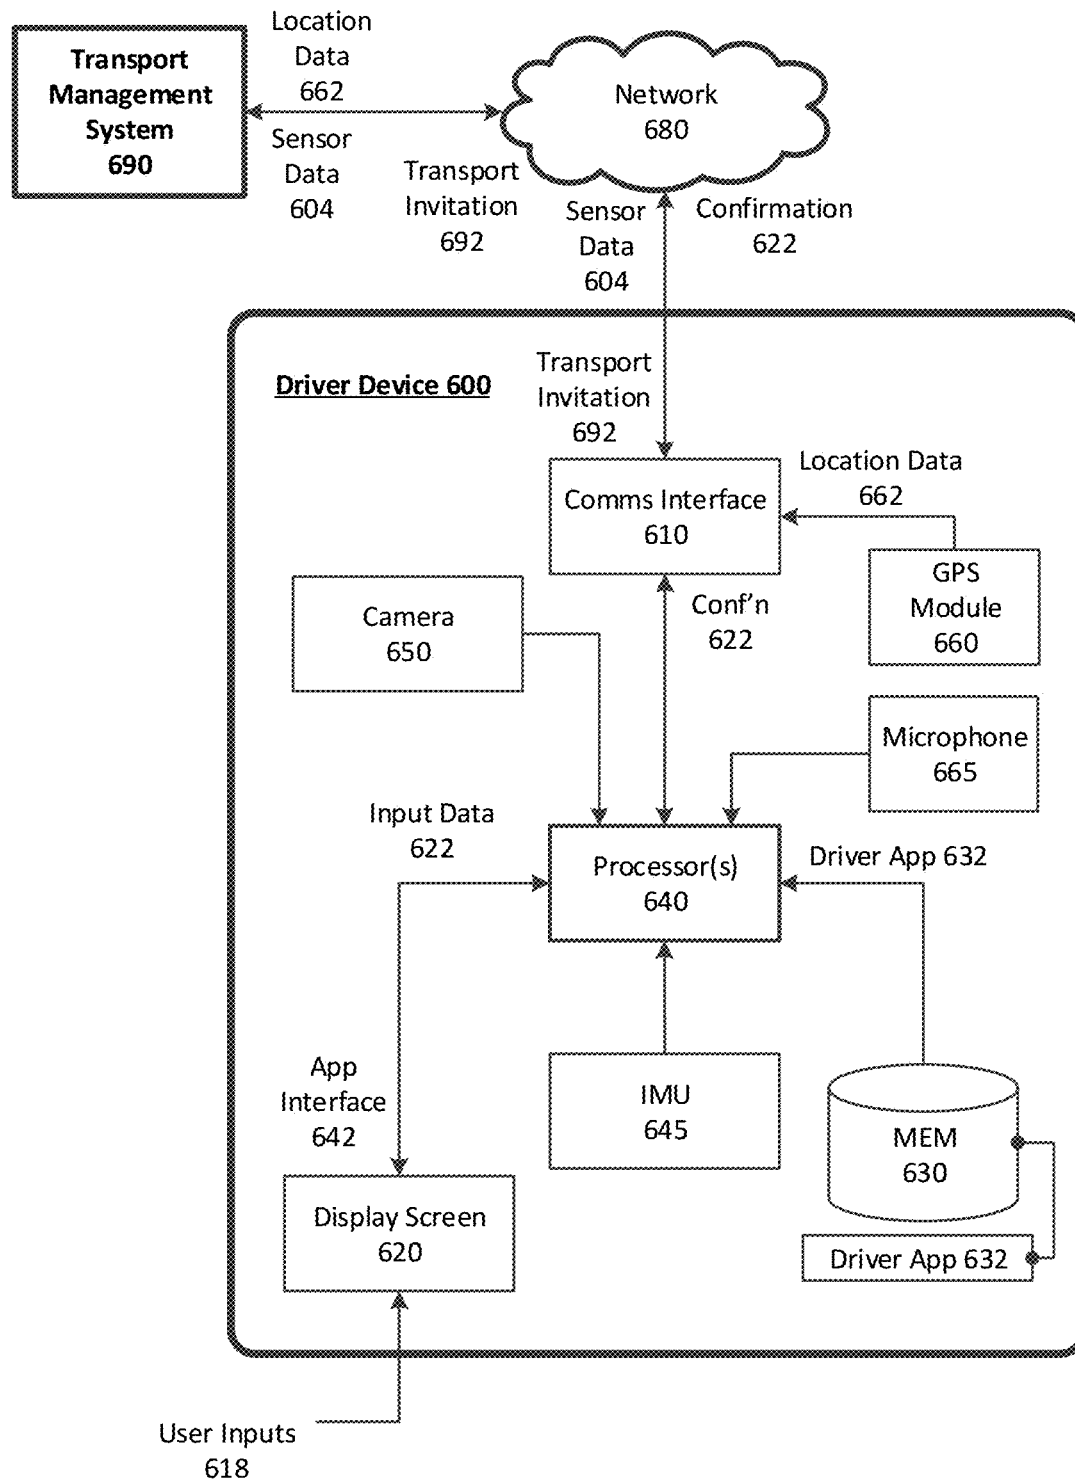 Transport
Management
System
690
Location
Data
662
Sensor
Data
604
Network
680
Transport
Invitation
692
Sensor
Data
604
Confirmation
622
Driver Device 600
Transport
Invitation
692
Comms Interface
610
Location Data
662
GPS
Module
660
Camera
650
Conf'n
622
Microphone
665
Input Data
622
Processor(s)
640
Driver App 632
App
Interface
642
IMU
645
MEM
630
Display Screen
620
Driver App 632
User Inputs
618